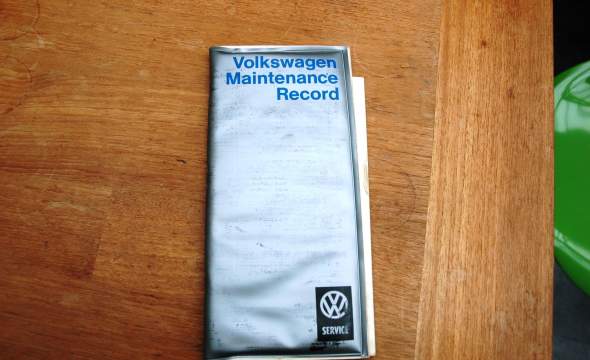 Volkswagen
Maintenance
Record
VW
SERVICE